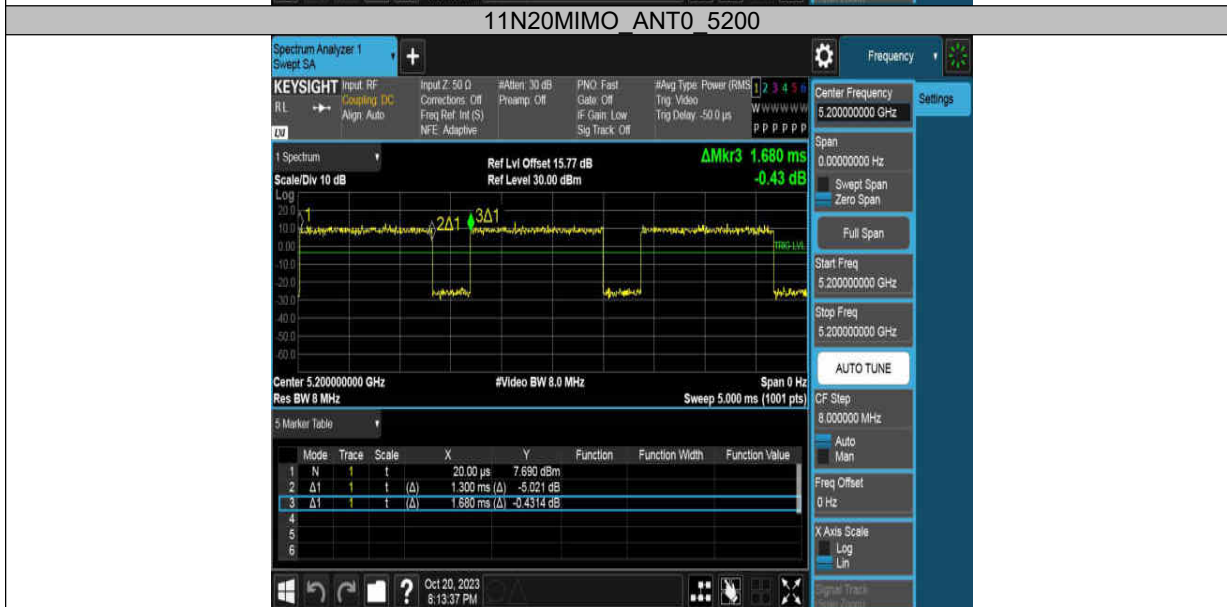 11N20MIMO_ANT0_5200
Spectrum Analyzer 1
Swept SA
Frequency
KEYSIGHT
RL
Input: RF
Coupling: DC
Align: Auto
Input Z: 50 Ω
Corrections: Off
Freq Ref: Int (S)
NFE: Adaptive
#Atten: 30 dB
Preamp: Off
PNO: Fast
Gate: Off
IF Gain: Low
Sig Track: Off
#Avg Type: Power (RMS
Trig: Video
Trig Delay: -50.0 µs
1 2 3 4 5 6
W W W W W W
P P P P P P
Center Frequency
5.200000000 GHz
Settings
1 Spectrum
Scale/Div 10 dB
Log
Ref Lvl Offset 15.77 dB
Ref Level 30.00 dBm
ΔMkr3 1.680 ms
-0.43 dB
Span
0.00000000 Hz
Swept Span
Zero Span
Full Span
20.0
10.0
0.00
-10.0
-20.0
-30.0
-40.0
-50.0
-60.0
1
2Δ1
3Δ1
TRIG LVL
Start Freq
5.200000000 GHz
Stop Freq
5.200000000 GHz
AUTO TUNE
Center 5.200000000 GHz
#Video BW 8.0 MHz
Span 0 Hz
Res BW 8 MHz
Sweep 5.000 ms (1001 pts)
CF Step
8.000000 MHz
Auto
Man
5 Marker Table
Mode Trace Scale X Y Function Function Width Function Value
1 N 1 t 20.00 µs 7.690 dBm
2 Δ1 1 t (Δ) 1.300 ms (Δ) -5.021 dB
3 Δ1 1 t (Δ) 1.680 ms (Δ) -0.4314 dB
4
5
6
Freq Offset
0 Hz
X Axis Scale
Log
Lin
Signal Track
?
Oct 20, 2023
8:13:37 PM